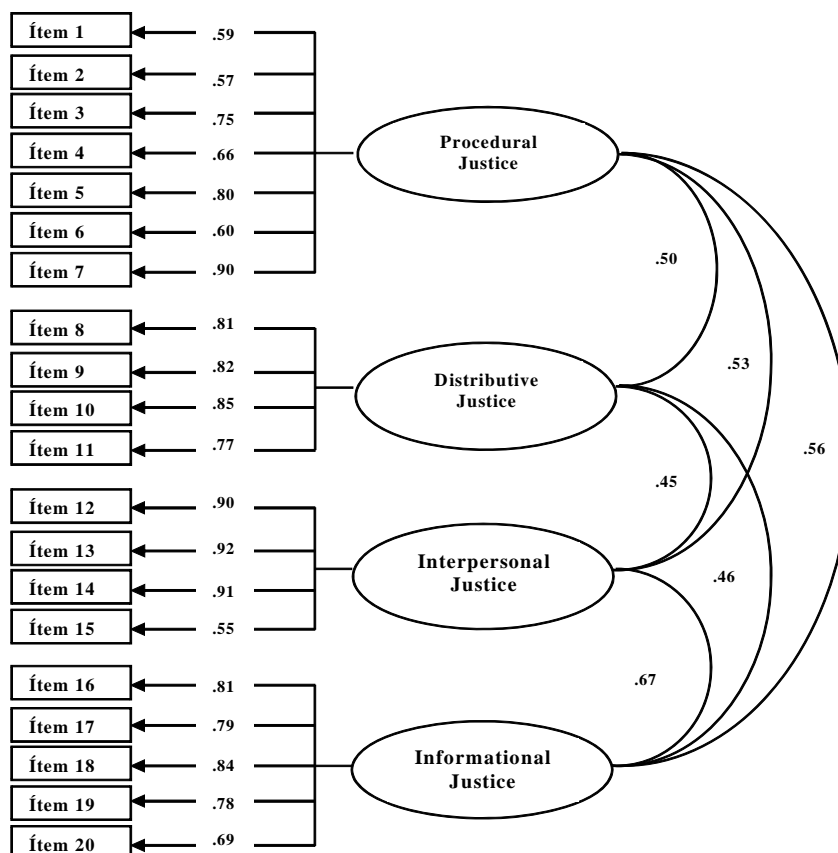 Ítem 1
.59
Ítem 2
.57
Ítem 3
.75
Ítem 4
.66
Ítem 5
.80
Ítem 6
.60
Ítem 7
.90
Procedural
Justice
Ítem 8
.81
Ítem 9
.82
Ítem 10
.85
Ítem 11
.77
Distributive
Justice
Ítem 12
.90
Ítem 13
.92
Ítem 14
.91
Ítem 15
.55
Interpersonal
Justice
Ítem 16
.81
Ítem 17
.79
Ítem 18
.84
Ítem 19
.78
Ítem 20
.69
Informational
Justice
.50
.53
.56
.45
.46
.67